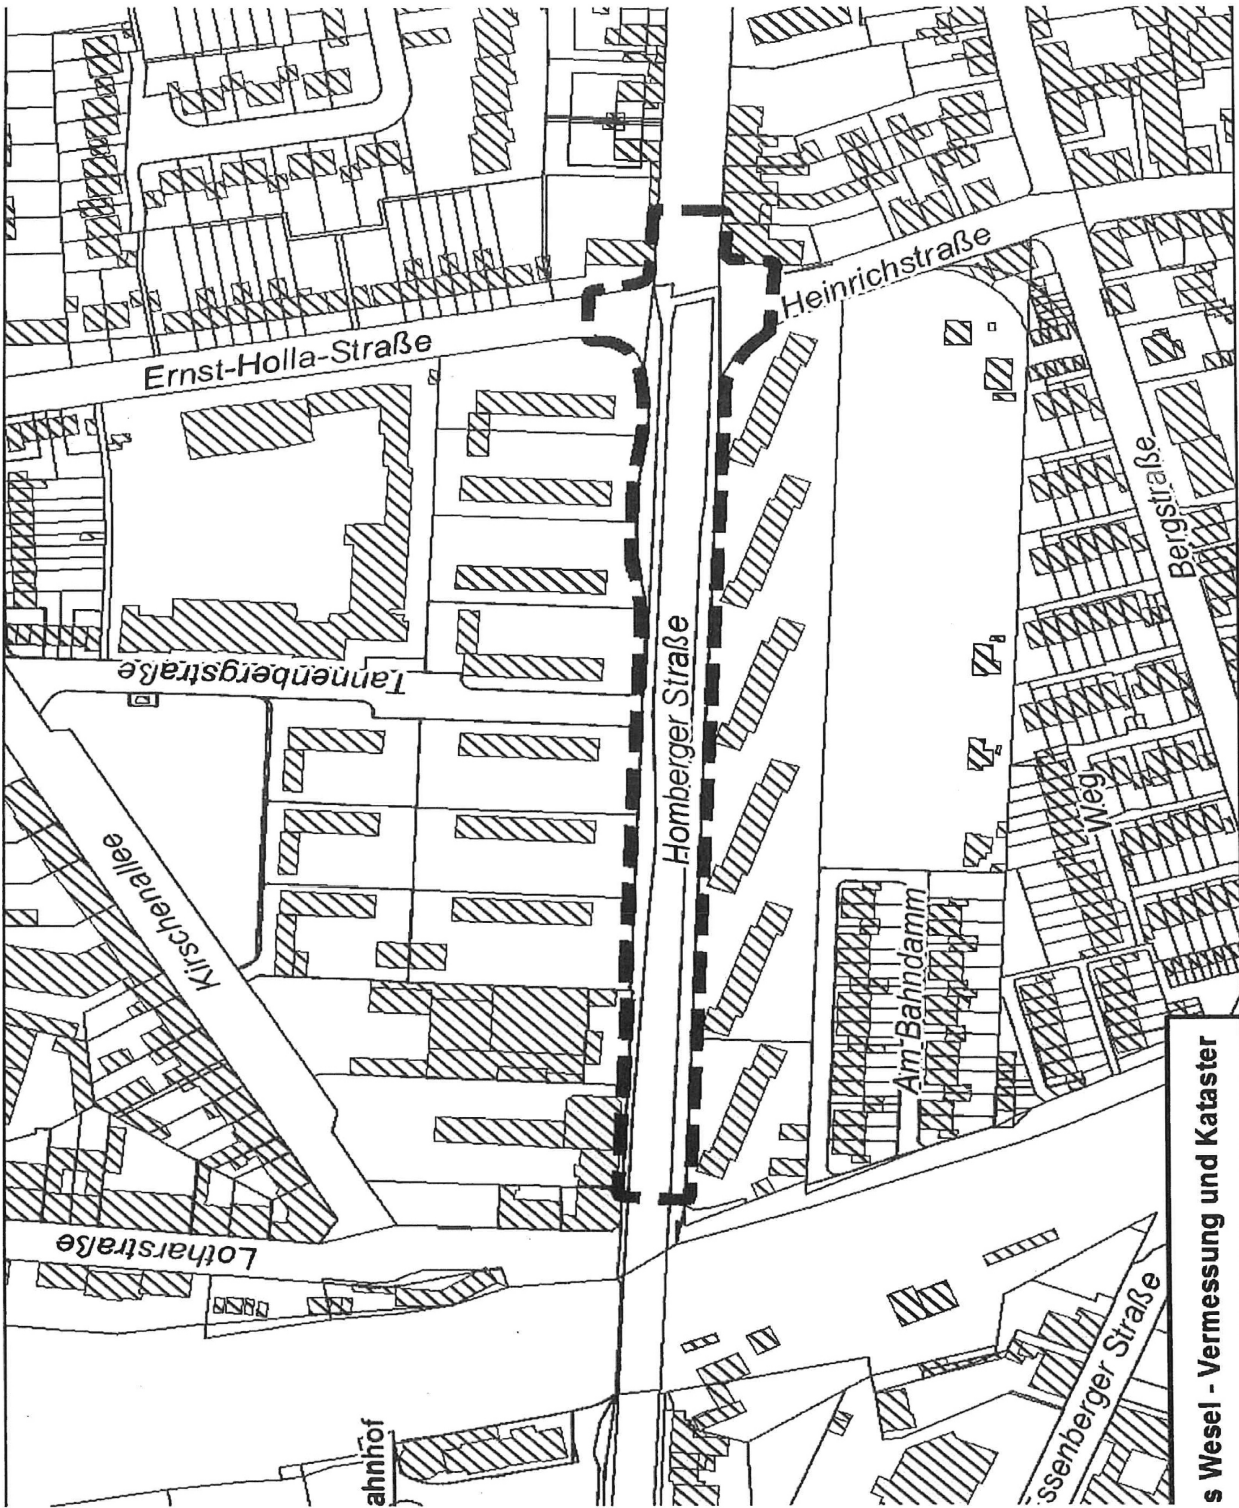 Ernst-Holla-Straße
Heinrichstraße
Bergstraße
Tannenbergstraße
Homberger Straße
Kirschenallee
Weg
Am Bahndamm
Lotharstraße
ahnhof
ssenberger Straße
s Wesel - Vermessung und Kataster